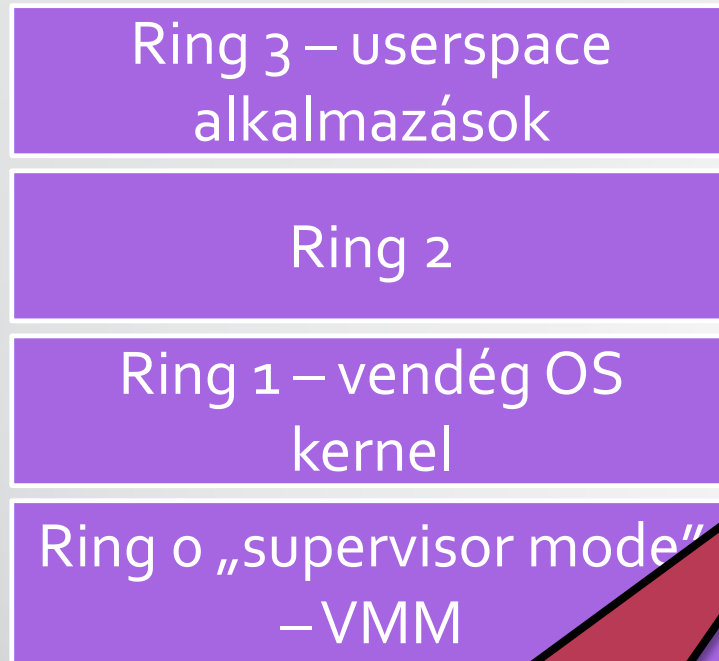 Ring 3 – userspace
alkalmazások
Ring 2
Ring 1 – vendég OS
kernel
Ring 0 „supervisor mode”
– VMM